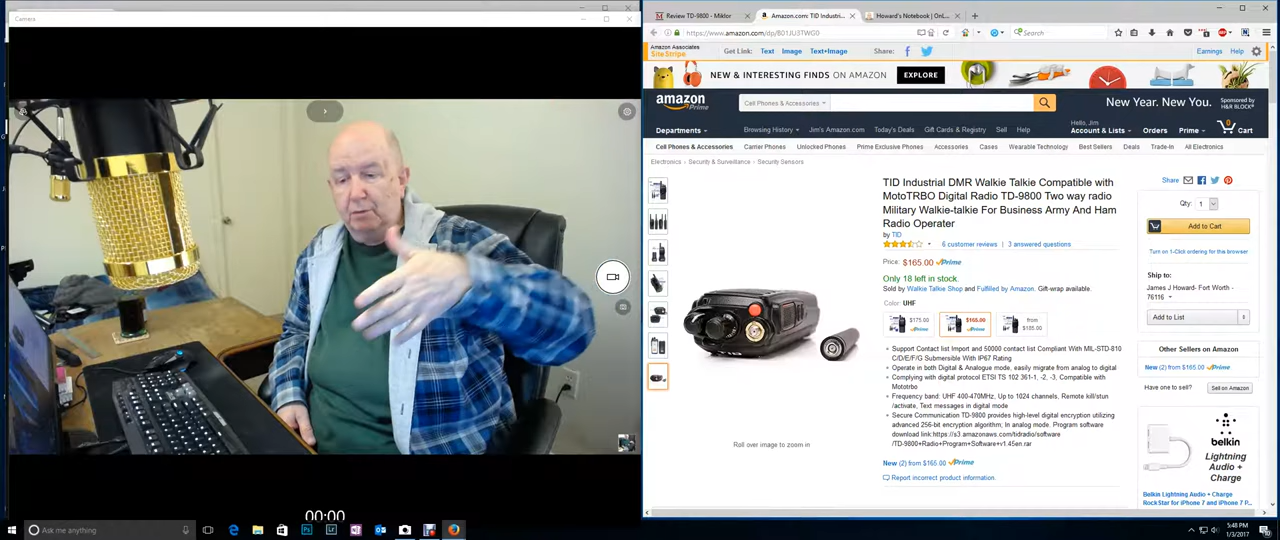 Camera
00:00
Ask me anything
Review TD-9800 - Miktor
Amazon.com: TID Industri...
Howard's Notebook | OnL...
https://www.amazon.com/dp/B01JU3TWG0
Search
Amazon Associates
Site Stripe
Get Link: Text Image Text+Image Share:
Earnings Help
NEW & INTERESTING FINDS ON AMAZON EXPLORE
amazon Prime
Cell Phones & Accessories
New Year. New You.
Sponsored by
H&R BLOCK
Departments
Browsing History Jim's Amazon.com Today's Deals Gift Cards & Registry Sell Help
Hello, Jim
Account & Lists Orders Prime 0 Cart
Cell Phones & Accessories Carrier Phones Unlocked Phones Prime Exclusive Phones Accessories Cases Wearable Technology Best Sellers Deals Trade-In All Electronics
Electronics › Security & Surveillance › Security Sensors
TID Industrial DMR Walkie Talkie Compatible with
MotoTRBO Digital Radio TD-9800 Two way radio
Military Walkie-talkie For Business Army And Ham
Radio Operater
by TID
6 customer reviews | 3 answered questions
Price: $165.00 Prime
Only 18 left in stock.
Sold by Walkie Talkie Shop and Fulfilled by Amazon. Gift-wrap available.
Color: UHF
$175.00
Prime
$165.00
Prime
from
$185.00
Support Contact list Import and 50000 contact list Compliant With MIL-STD-810
C/D/E/F/G Submersible With IP67 Rating
Operate in both Digital & Analogue mode, easily migrate from analog to digital
Complying with digital protocol ETSI TS 102 361-1, -2, -3, Compatible with
Mototrbo
Frequency band: UHF 400-470MHz, Up to 1024 channels, Remote kill/stun
/activate, Text messages in digital mode
Secure Communication TD-9800 provides high-level digital encryption utilizing
advanced 256-bit encryption algorithm, In analog mode. Program software
download link:https://s3.amazonaws.com/tidradio/software
/TD-9800+Radio+Program+Software+v1.45en.rar
New (2) from $165.00 Prime
Report incorrect product information.
Roll over image to zoom in
Share
Qty: 1
Add to Cart
Turn on 1-Click ordering for this browser
Ship to:
James J Howard- Fort Worth -
76116
Add to List
Other Sellers on Amazon
New (2) from $165.00 Prime
Have one to sell? Sell on Amazon
belkin
Lightning
Audio +
Charge
Belkin Lightning Audio + Charge
RockStar for iPhone 7 and iPhone 7 P...
5:48 PM
1/3/2017